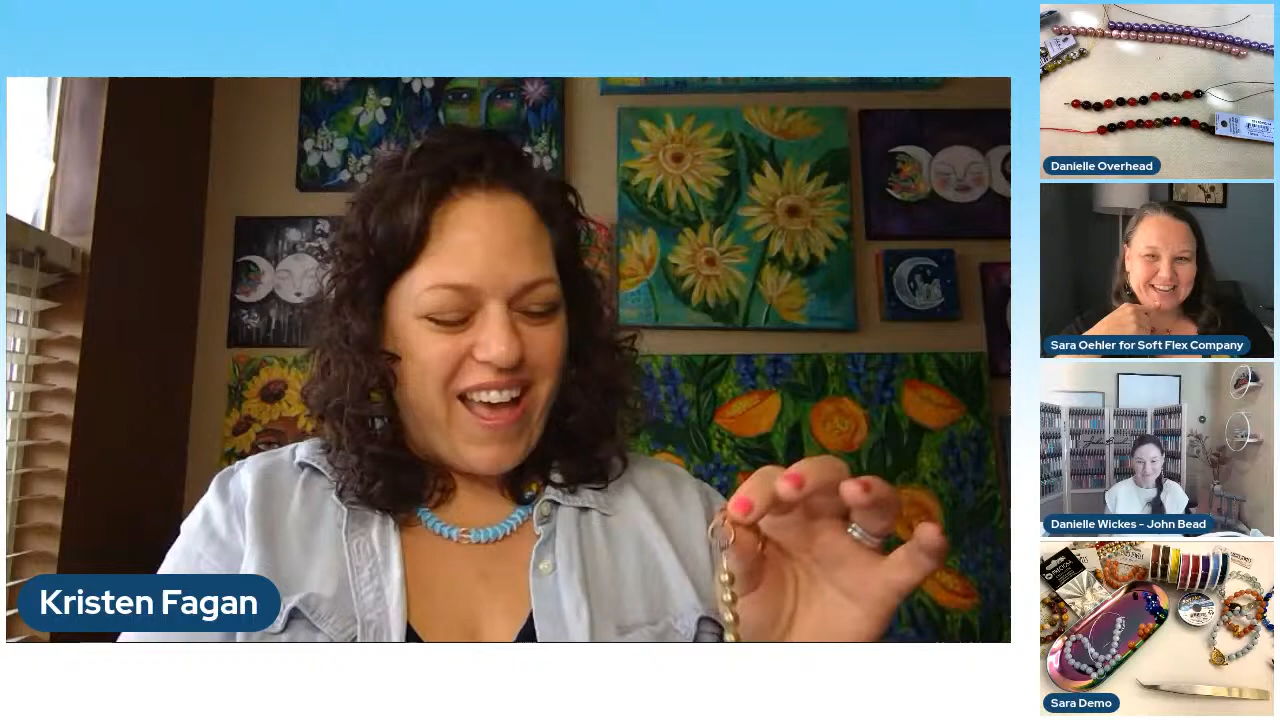 Kristen Fagan
Danielle Overhead
Sara Oehler for Soft Flex Company
Danielle Wickes - John Bead
Sara Demo